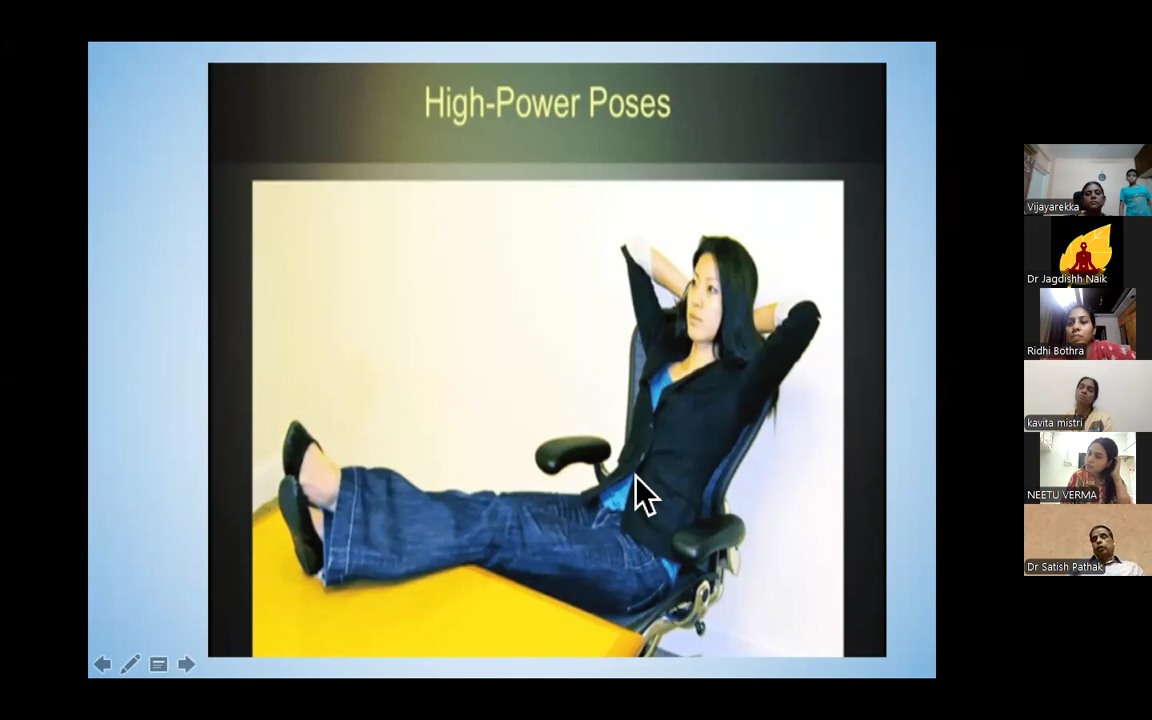 High-Power Poses
Vijayarekka
Dr Jagdishh Naik
Ridhi Bothra
kavita mistri
NEETU VERMA
Dr Satish Pathak